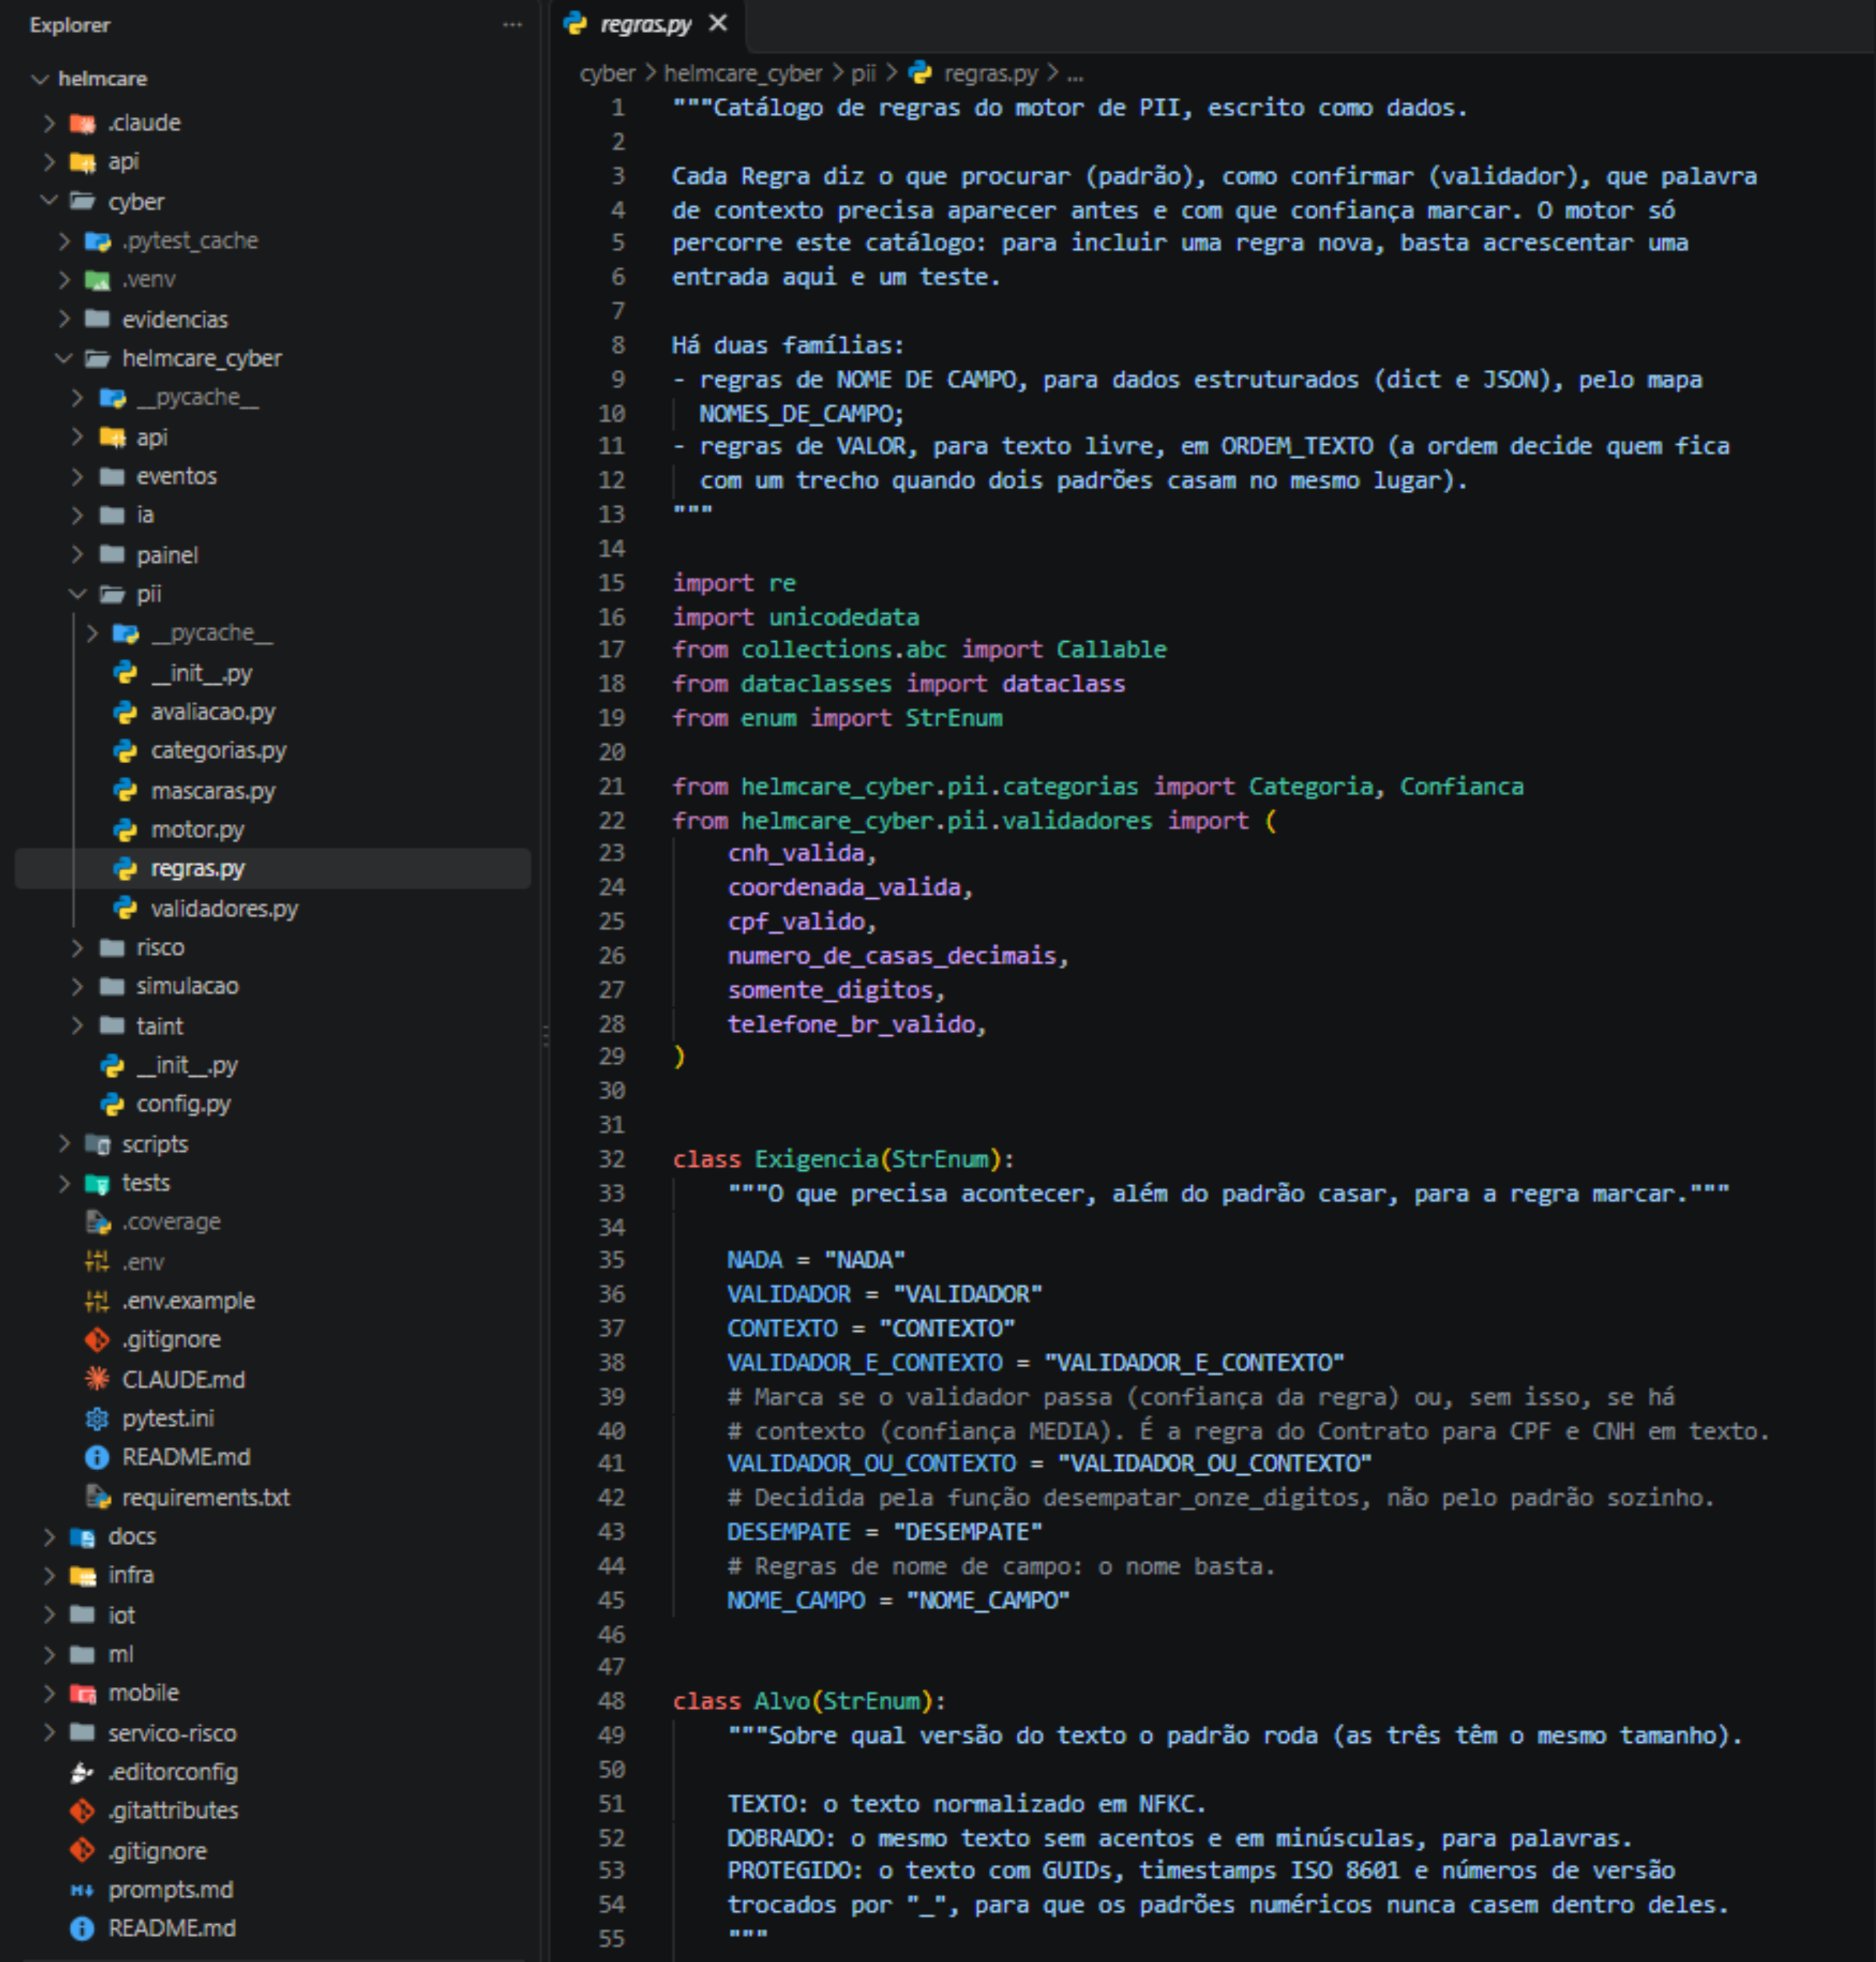 Explorer
...
helmcare
.claude
api
cyber
.pytest_cache
.venv
evidencias
helmcare_cyber
__pycache__
api
eventos
ia
painel
pii
__pycache__
__init__.py
avaliacao.py
categorias.py
mascaras.py
motor.py
regras.py
validadores.py
risco
simulacao
taint
__init__.py
config.py
scripts
tests
.coverage
.env
.env.example
.gitignore
CLAUDE.md
pytest.ini
README.md
requirements.txt
docs
infra
iot
ml
mobile
servico-risco
.editorconfig
.gitattributes
.gitignore
prompts.md
README.md
regras.py
cyber > helmcare_cyber > pii > regras.py > ...
1 """Catálogo de regras do motor de PII, escrito como dados.
2
3 Cada Regra diz o que procurar (padrão), como confirmar (validador), que palavra
4 de contexto precisa aparecer antes e com que confiança marcar. O motor só
5 percorre este catálogo: para incluir uma regra nova, basta acrescentar uma
6 entrada aqui e um teste.
7
8 Há duas famílias:
9 - regras de NOME DE CAMPO, para dados estruturados (dict e JSON), pelo mapa
10   NOMES_DE_CAMPO;
11 - regras de VALOR, para texto livre, em ORDEM_TEXTO (a ordem decide quem fica
12   com um trecho quando dois padrões casam no mesmo lugar).
13 """
14
15 import re
16 import unicodedata
17 from collections.abc import Callable
18 from dataclasses import dataclass
19 from enum import StrEnum
20
21 from helmcare_cyber.pii.categorias import Categoria, Confianca
22 from helmcare_cyber.pii.validadores import (
23     cnh_valida,
24     coordenada_valida,
25     cpf_valido,
26     numero_de_casas_decimais,
27     somente_digitos,
28     telefone_br_valido,
29 )
30
31
32 class Exigencia(StrEnum):
33     """O que precisa acontecer, além do padrão casar, para a regra marcar."""
34
35     NADA = "NADA"
36     VALIDADOR = "VALIDADOR"
37     CONTEXTO = "CONTEXTO"
38     VALIDADOR_E_CONTEXTO = "VALIDADOR_E_CONTEXTO"
39     # Marca se o validador passa (confiança da regra) ou, sem isso, se há
40     # contexto (confiança MEDIA). É a regra do Contrato para CPF e CNH em texto.
41     VALIDADOR_OU_CONTEXTO = "VALIDADOR_OU_CONTEXTO"
42     # Decidida pela função desempatar_onze_digitos, não pelo padrão sozinho.
43     DESEMPATE = "DESEMPATE"
44     # Regras de nome de campo: o nome basta.
45     NOME_CAMPO = "NOME_CAMPO"
46
47
48 class Alvo(StrEnum):
49     """Sobre qual versão do texto o padrão roda (as três têm o mesmo tamanho).
50
51     TEXTO: o texto normalizado em NFKC.
52     DOBRADO: o mesmo texto sem acentos e em minúsculas, para palavras.
53     PROTEGIDO: o texto com GUIDs, timestamps ISO 8601 e números de versão
54     trocados por "_", para que os padrões numéricos nunca casem dentro deles.
55     """